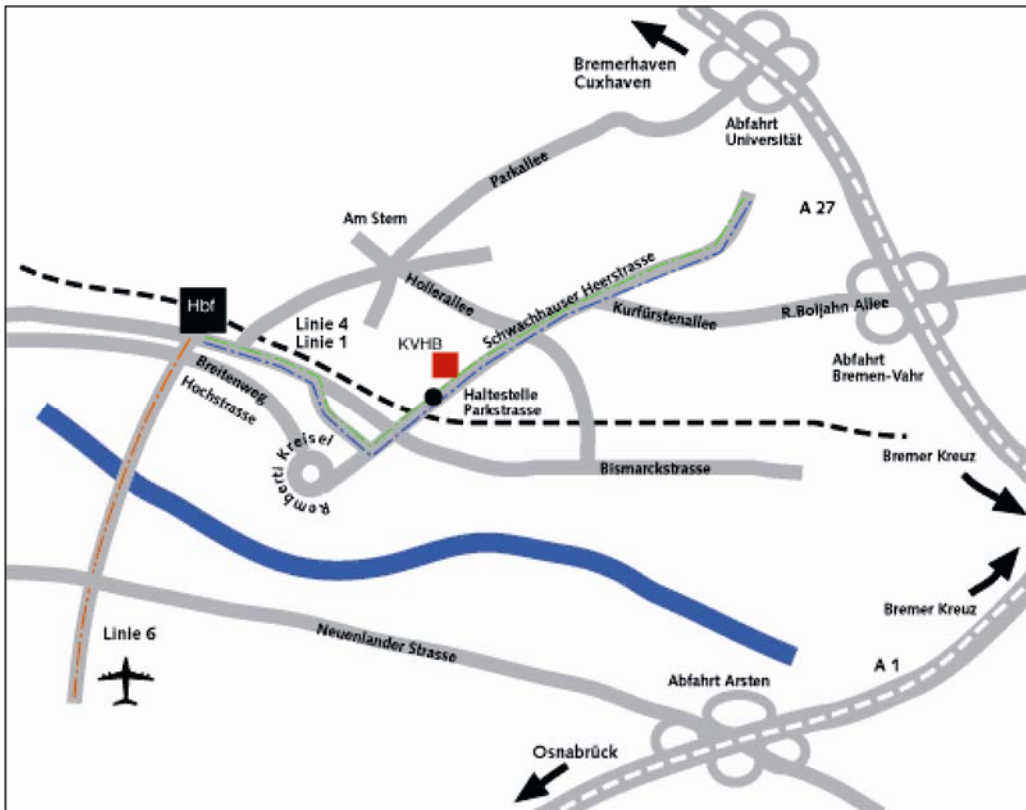 Bremerhaven
Cuxhaven
Abfahrt
Universität
Parkallee
Am Stern
A 27
Hollerallee
Schwachhauser Heerstrasse
Hbf
Linie 4
Linie 1
Kurfürstenallee
R.Boljahn Allee
KVHB
Abfahrt
Bremen-Vahr
Breitenweg
Hochstrasse
Haltestelle
Parkstrasse
Remberti Kreisel
Bismarckstrasse
Bremer Kreuz
Bremer Kreuz
Linie 6
Neuenlander Strasse
A 1
Abfahrt Arsten
Osnabrück